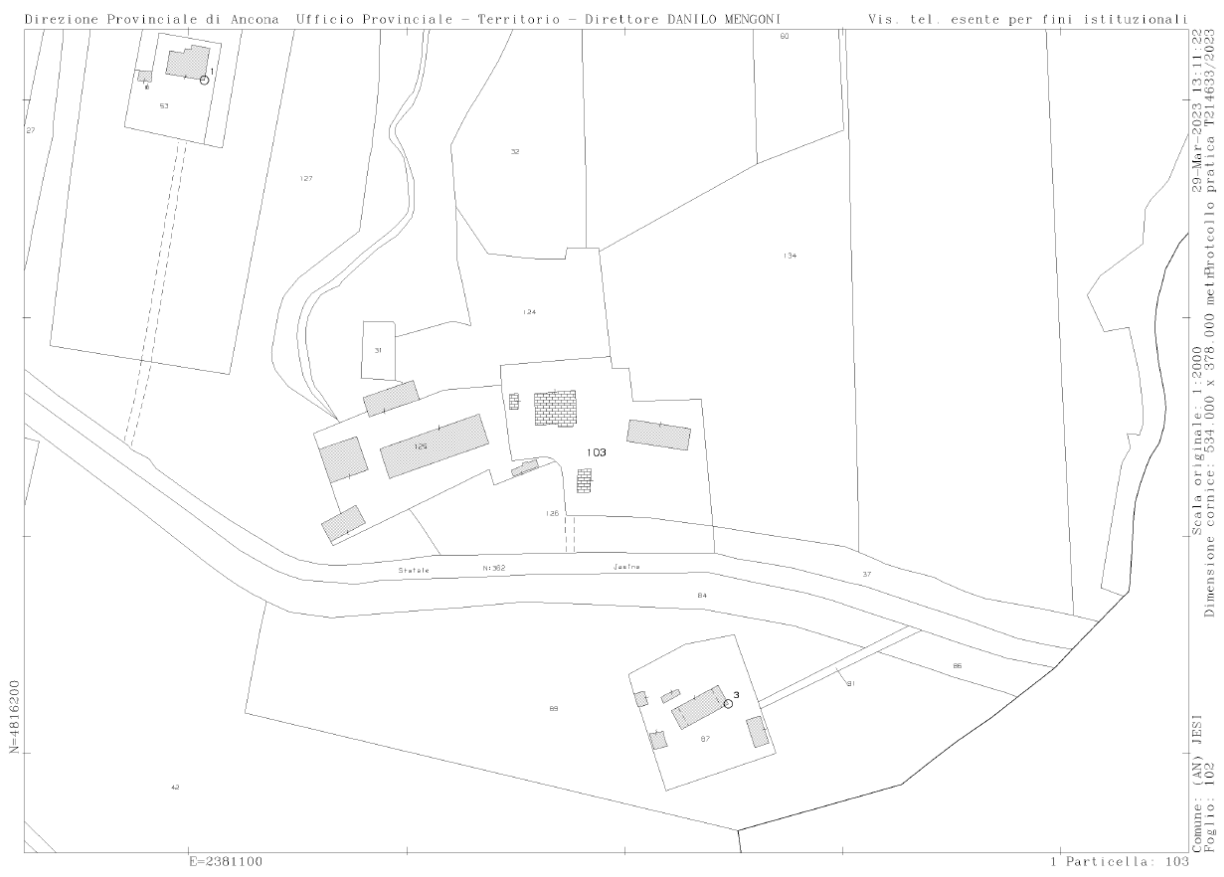 Direzione Provinciale di Ancona Ufficio Provinciale - Territorio - Direttore DANILO MENGONI
Vis. tel. esente per fini istituzionali
60
1
53
27
127
32
134
124
31
125
103
126
Statale N:362 Jesina
37
84
86
81
3
89
87
42
N=4816200
E=2381100
1 Particella: 103
29-Mar-2023 13:11:22
pratica T214633/2023
Scala originale: 1:2000
Dimensione cornice: 534.000 x 378.000 metri
Protocollo
Comune: (AN) JESI
Foglio: 102